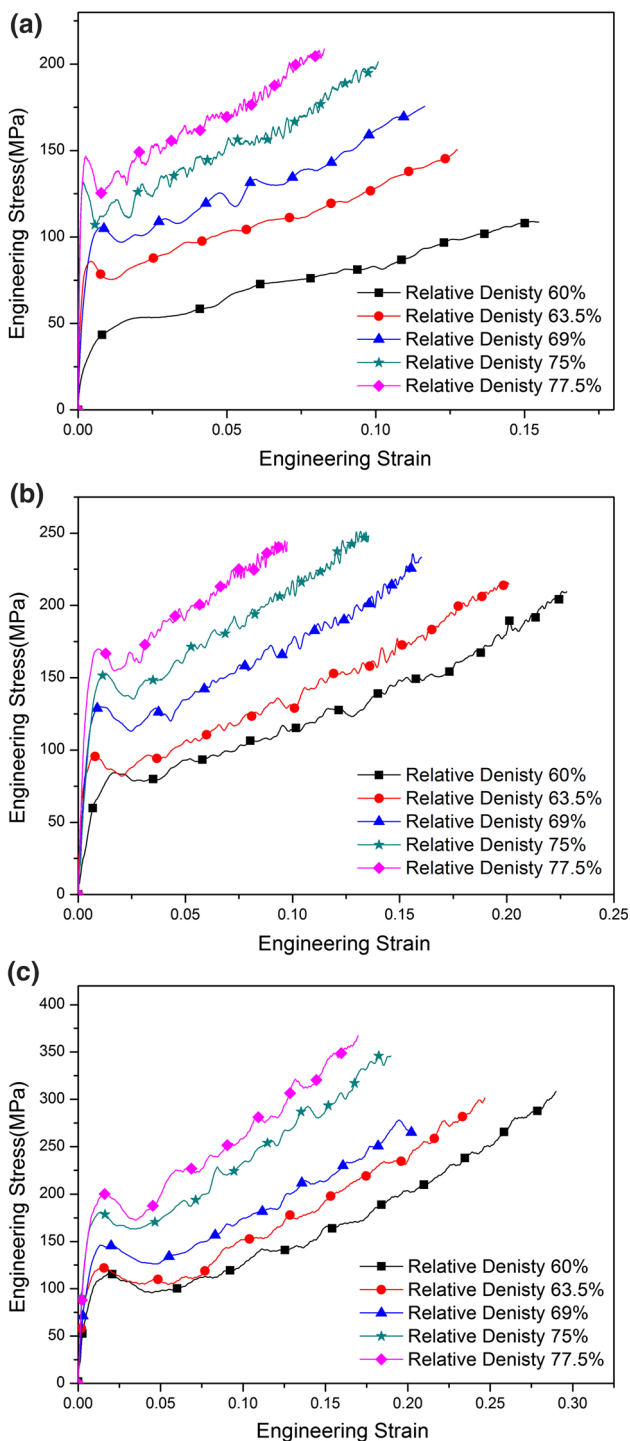 (a)
Engineering Stress(MPa)
200
150
100
50
0
Relative Denisty 60%
Relative Denisty 63.5%
Relative Denisty 69%
Relative Denisty 75%
Relative Denisty 77.5%
0.00 0.05 0.10 0.15
Engineering Strain
(b)
Engineering Stress(MPa)
250
200
150
100
50
0
Relative Denisty 60%
Relative Denisty 63.5%
Relative Denisty 69%
Relative Denisty 75%
Relative Denisty 77.5%
0.00 0.05 0.10 0.15 0.20 0.25
Engineering Strain
(c)
Engineering Stress(MPa)
400
350
300
250
200
150
100
50
0
Relative Denisty 60%
Relative Denisty 63.5%
Relative Denisty 69%
Relative Denisty 75%
Relative Denisty 77.5%
0.00 0.05 0.10 0.15 0.20 0.25 0.30
Engineering Strain